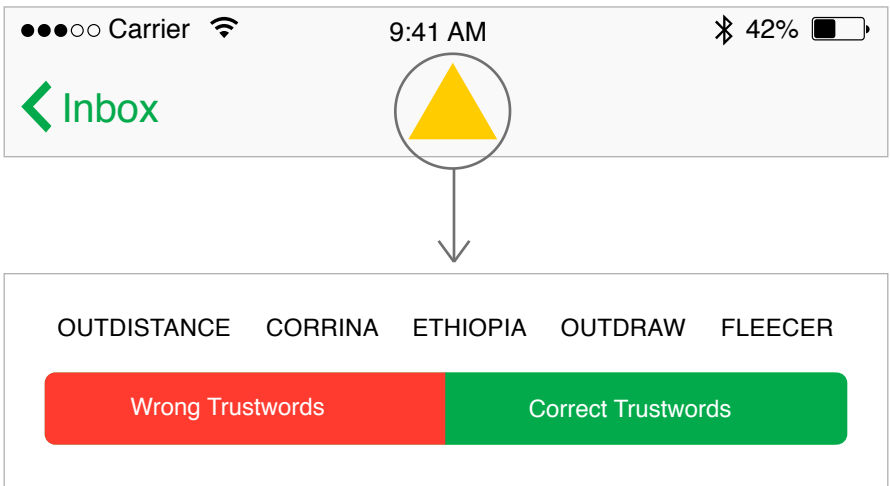 Carrier 9:41 AM 42%
Inbox
OUTDISTANCE CORRINA ETHIOPIA OUTDRAW FLEECER
Wrong Trustwords Correct Trustwords